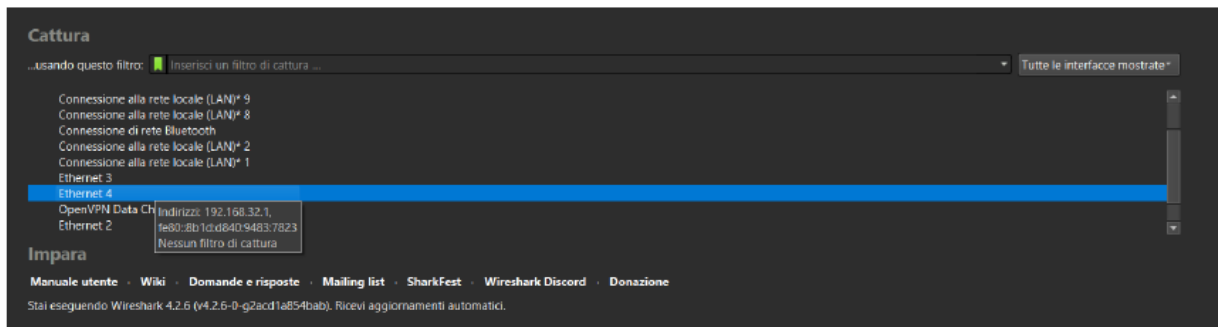 Cattura
...usando questo filtro: Inserisci un filtro di cattura ... Tutte le interfacce mostrate
Connessione alla rete locale (LAN)* 9
Connessione alla rete locale (LAN)* 8
Connessione di rete Bluetooth
Connessione alla rete locale (LAN)* 2
Connessione alla rete locale (LAN)* 1
Ethernet 3
Ethernet 4
OpenVPN Data Ch
Ethernet 2
Indirizzi: 192.168.32.1,
fe80::8b1d:d840:9483:7823
Nessun filtro di cattura
Impara
Manuale utente · Wiki · Domande e risposte · Mailing list · SharkFest · Wireshark Discord · Donazione
Stai eseguendo Wireshark 4.2.6 (v4.2.6-0-g2acd1a854bab). Ricevi aggiornamenti automatici.